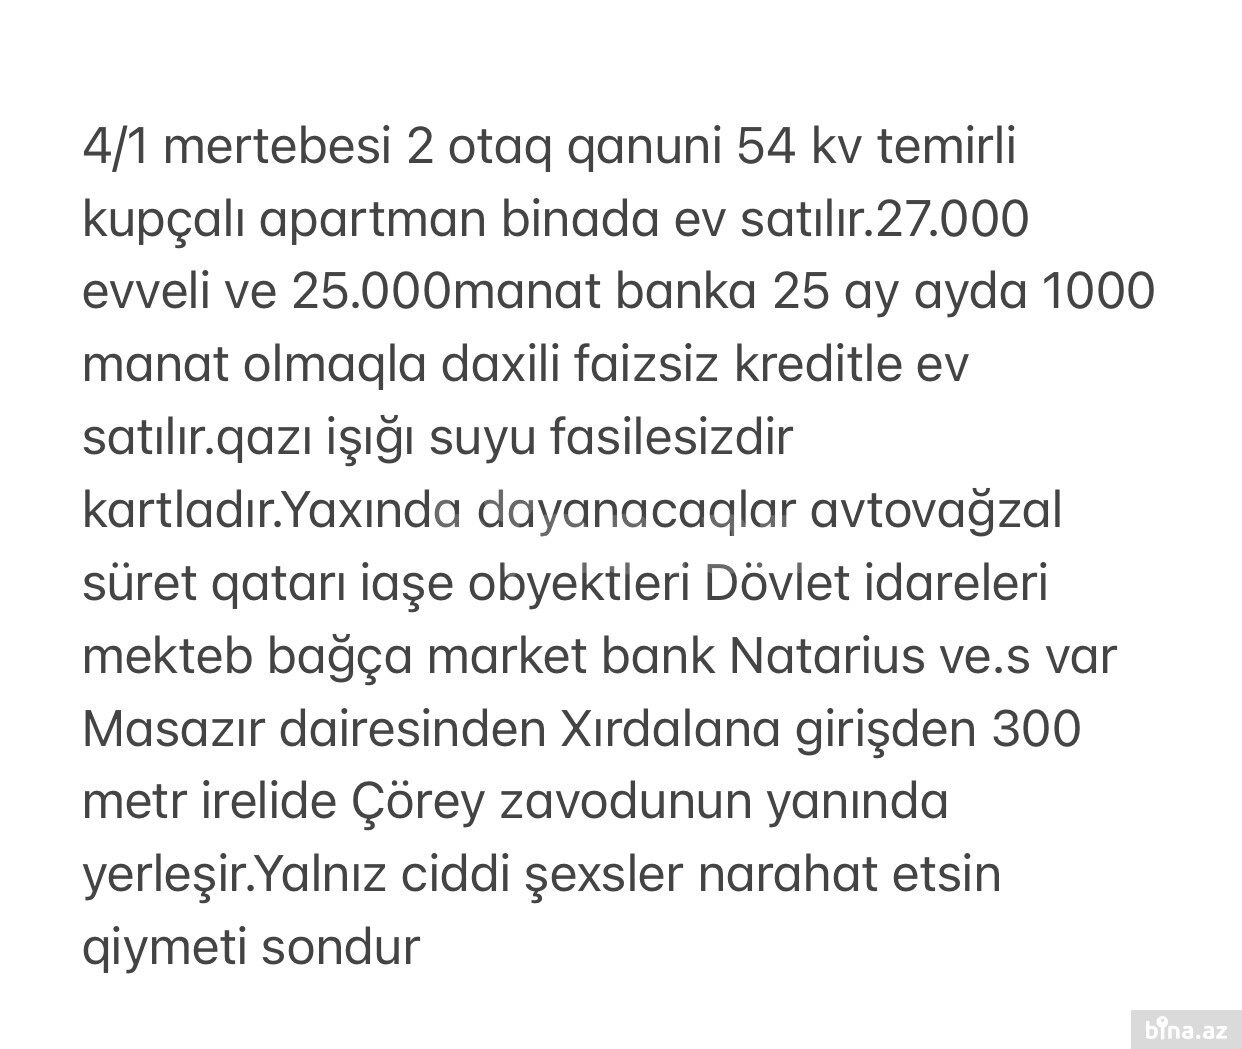 4/1 mertebesi 2 otaq qanuni 54 kv temirli
kupçalı apartman binada ev satılır.27.000
evveli ve 25.000manat banka 25 ay ayda 1000
manat olmaqla daxili faizsiz kreditle ev
satılır.qazı işığı suyu fasilesizdir
kartladır.Yaxında dayanacaqlar avtovağzal
süret qatarı iaşe obyektleri Dövlet idareleri
mekteb bağça market bank Natarius ve.s var
Masazır dairesinden Xırdalana girişden 300
metr irelide Çörey zavodunun yanında
yerleşir.Yalnız ciddi şexsler narahat etsin
qiymeti sondur
bina.az